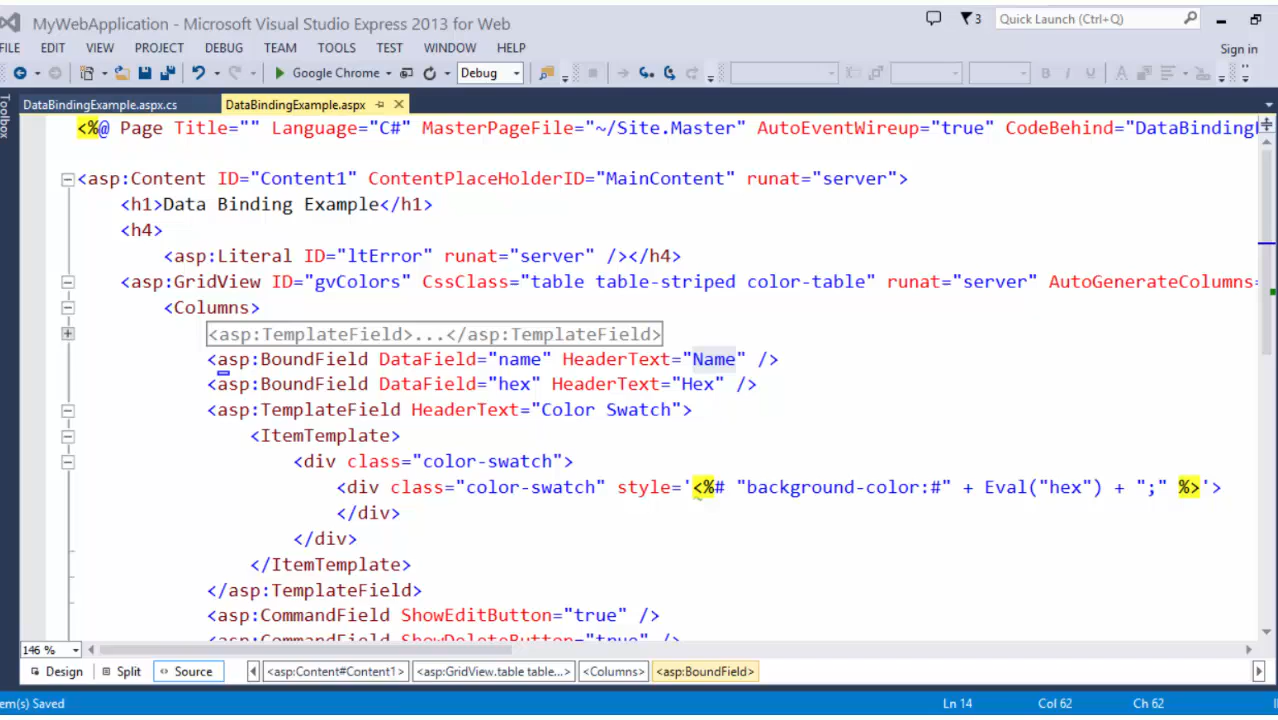 MyWebApplication - Microsoft Visual Studio Express 2013 for Web
3
Quick Launch (Ctrl+Q)
FILE EDIT VIEW PROJECT DEBUG TEAM TOOLS TEST WINDOW HELP
Sign in
Google Chrome
Debug
Toolbox
DataBindingExample.aspx.cs
DataBindingExample.aspx
<%@ Page Title="" Language="C#" MasterPageFile="~/Site.Master" AutoEventWireup="true" CodeBehind="DataBinding
<asp:Content ID="Content1" ContentPlaceHolderID="MainContent" runat="server">
<h1>Data Binding Example</h1>
<h4>
<asp:Literal ID="ltError" runat="server" /></h4>
<asp:GridView ID="gvColors" CssClass="table table-striped color-table" runat="server" AutoGenerateColumns=
<Columns>
<asp:TemplateField>...</asp:TemplateField>
<asp:BoundField DataField="name" HeaderText="Name" />
<asp:BoundField DataField="hex" HeaderText="Hex" />
<asp:TemplateField HeaderText="Color Swatch">
<ItemTemplate>
<div class="color-swatch">
<div class="color-swatch" style='<%# "background-color:#" + Eval("hex") + ";" %>'>
</div>
</div>
</ItemTemplate>
</asp:TemplateField>
<asp:CommandField ShowEditButton="true" />
<asp:CommandField ShowDeleteButton="true" />
146 %
Design Split Source
<asp:Content#Content1> <asp:GridView.table table...> <Columns> <asp:BoundField>
em(s) Saved
Ln 14 Col 62 Ch 62